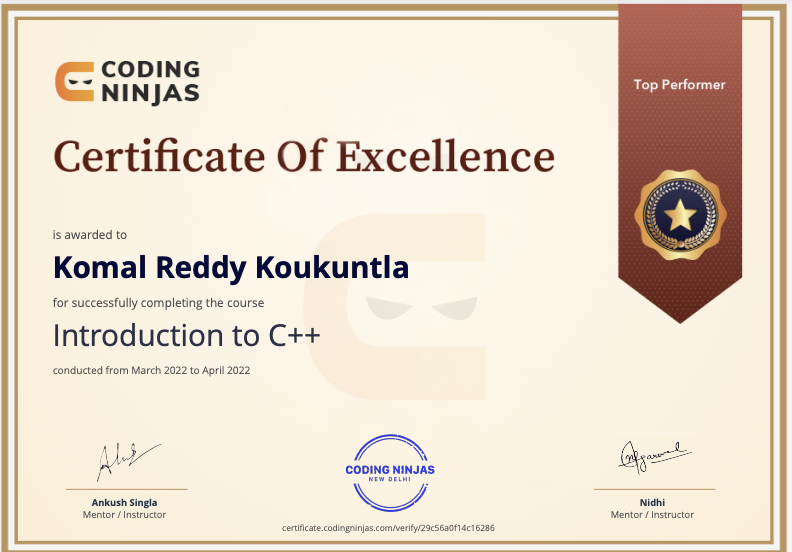 CODING
NINJAS
Top Performer
Certificate Of Excellence
is awarded to
Komal Reddy Koukuntla
for successfully completing the course
Introduction to C++
conducted from March 2022 to April 2022
CODING NINJAS
NEW DELHI
Ankush Singla
Mentor / Instructor
Nidhi
Mentor / Instructor
certificate.codingninjas.com/verify/29c56a0f14c16286